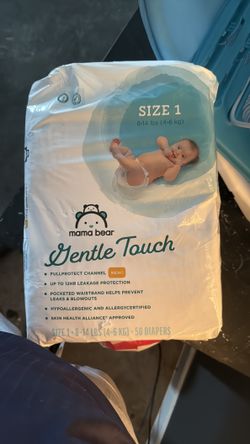 SIZE 1
8-14 lbs (4-6 kg)
mama bear
Gentle Touch
• FULLPROTECT CHANNEL NEW!
• UP TO 12HR LEAKAGE PROTECTION
• POCKETED WAISTBAND HELPS PREVENT
LEAKS & BLOWOUTS
• HYPOALLERGENIC AND ALLERGYCERTIFIED
• SKIN HEALTH ALLIANCE APPROVED
SIZE 1 • 8-14 LBS (4-6 KG) • 50 DIAPERS